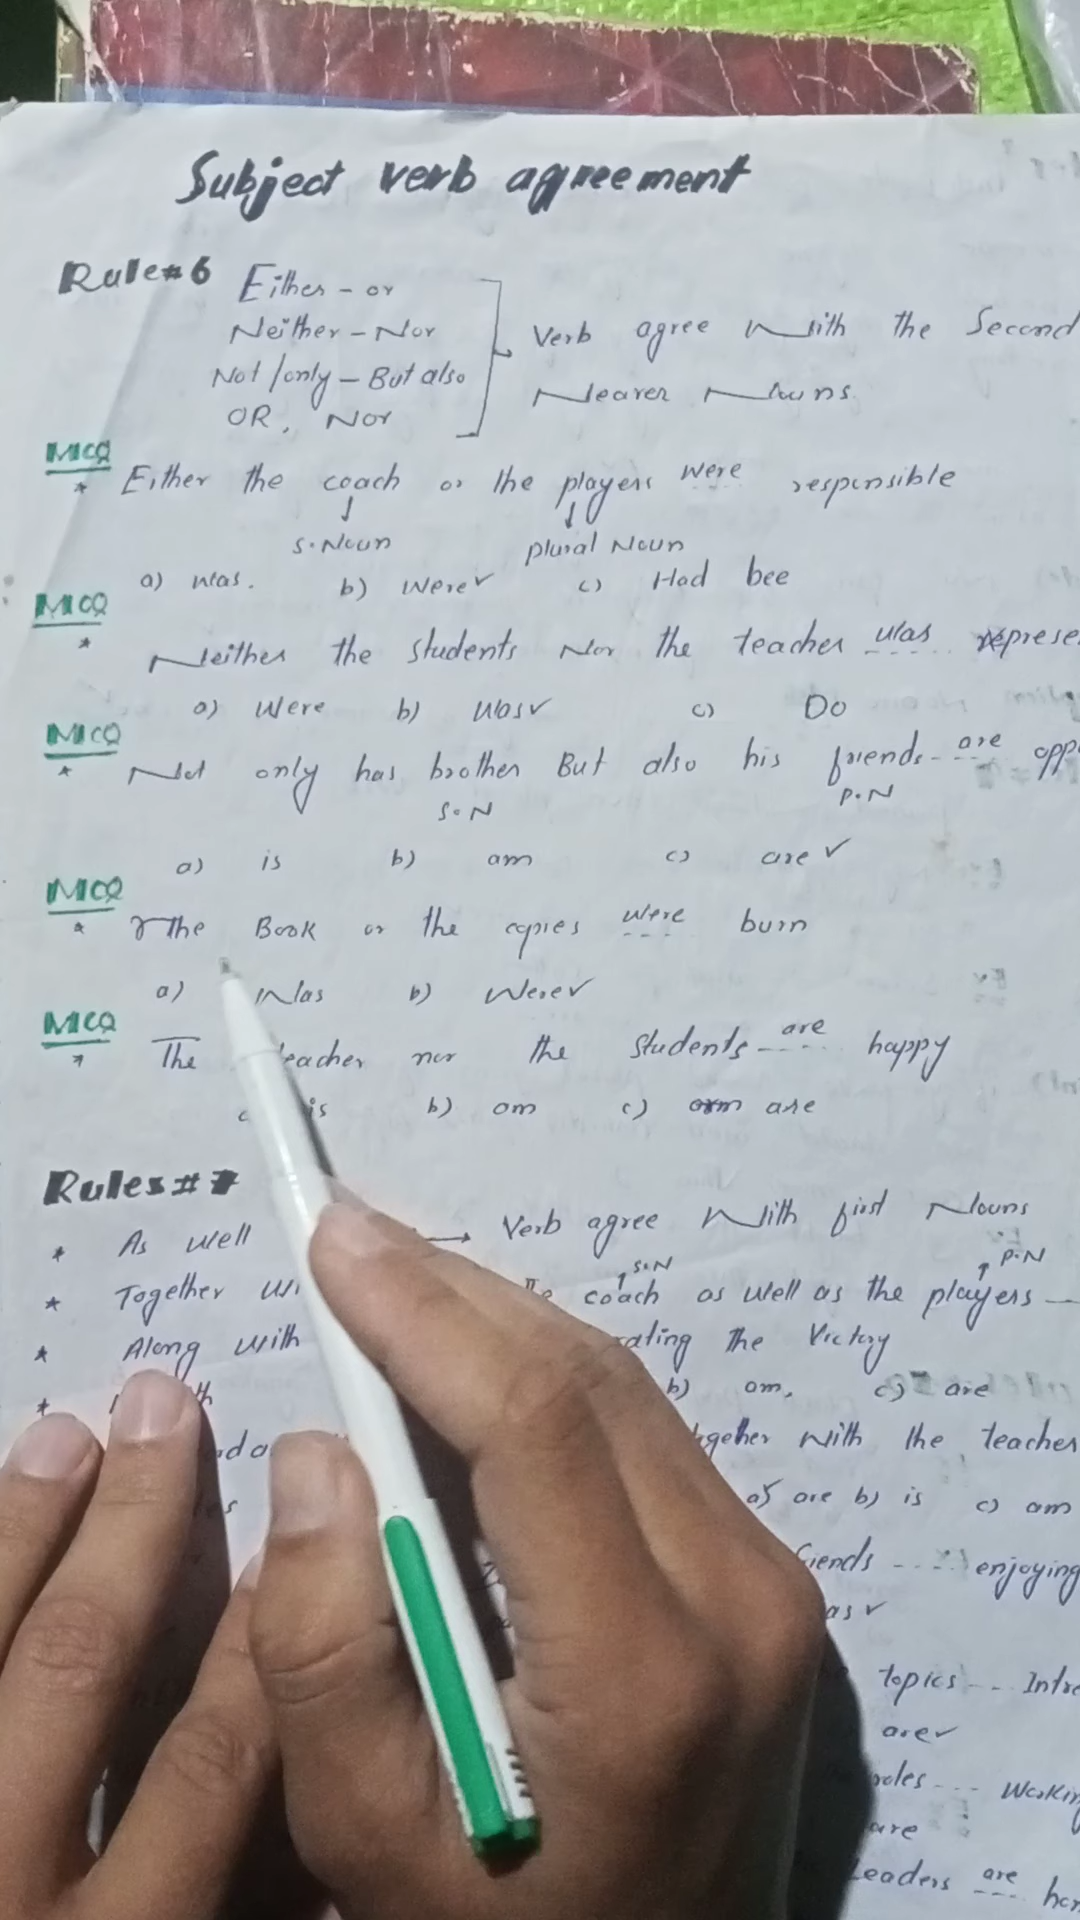 Subject verb agreement
Rule#6 Either - or
Neither - Nor
Verb agree With the Second
Not/only - But also
Nearer Nouns.
OR, Nor
MCQ
* Either the coach or the players were responsible
S.Noun plural Noun
a) was. b) Were✓ c) Had bee
MCQ
* Neither the students Nor the teacher was
a) Were b) was✓ c) Do
MCQ
* Not only has brother But also his friends are
S.N P.N
a) is b) am c) are ✓
MCQ
* The Book or the copies were burn
a) Was b) Were✓
MCQ
* The nor the students are happy
is b) am c) are
Rules#7
* As well → Verb agree With first Nouns
S.N P.N
* Together coach as well as the players
* Along with the Victory
b) am, c) are
*
With the teacher
a) are b) is c) am
enjoying
topics
are✓
are
Leaders are